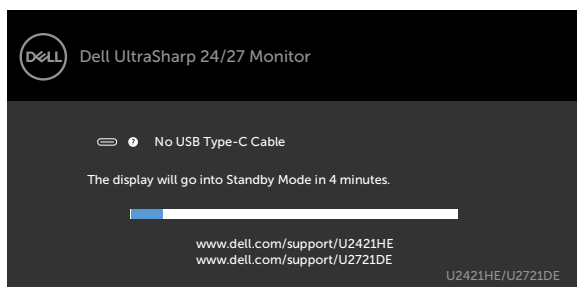 DELL
Dell UltraSharp 24/27 Monitor
? No USB Type-C Cable
The display will go into Standby Mode in 4 minutes.
www.dell.com/support/U2421HE
www.dell.com/support/U2721DE
U2421HE/U2721DE